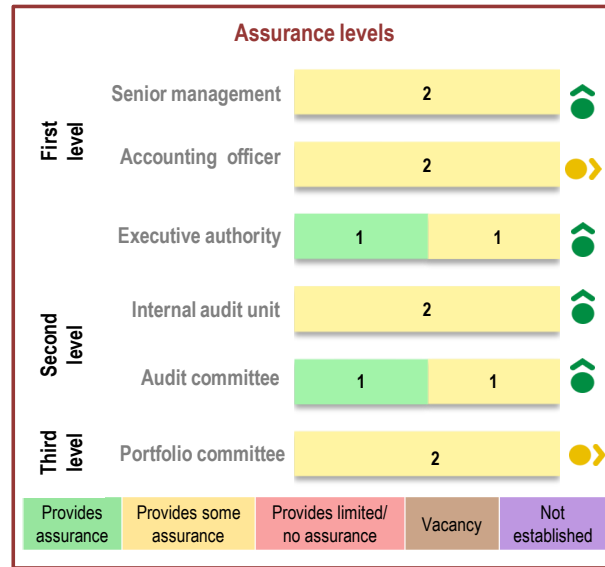 Assurance levels
First
level
Senior management
2
Accounting officer
2
Executive authority
1 1
Second
level
Internal audit unit
2
Audit committee
1 1
Third
level
Portfolio committee
2
Provides
assurance
Provides some
assurance
Provides limited/
no assurance
Vacancy
Not
established